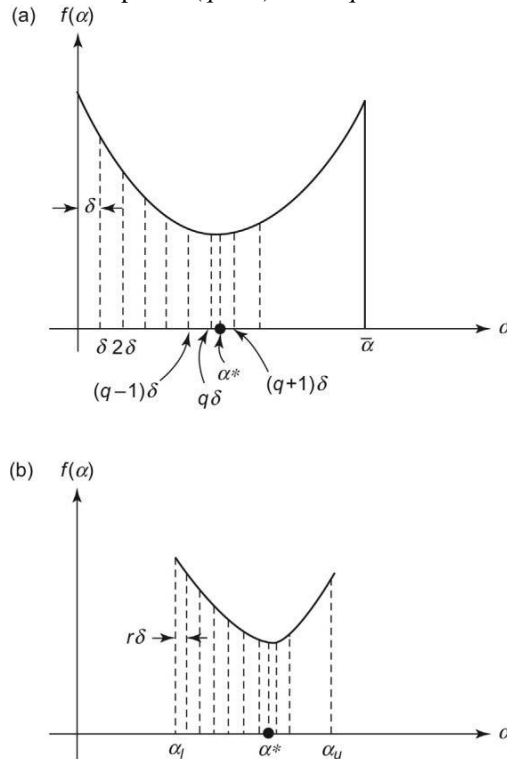 (a) f(α)
δ
δ 2δ
ᾱ
α
(q−1)δ
qδ
α*
(q+1)δ
(b) f(α)
rδ
α
α_l
α*
α_u